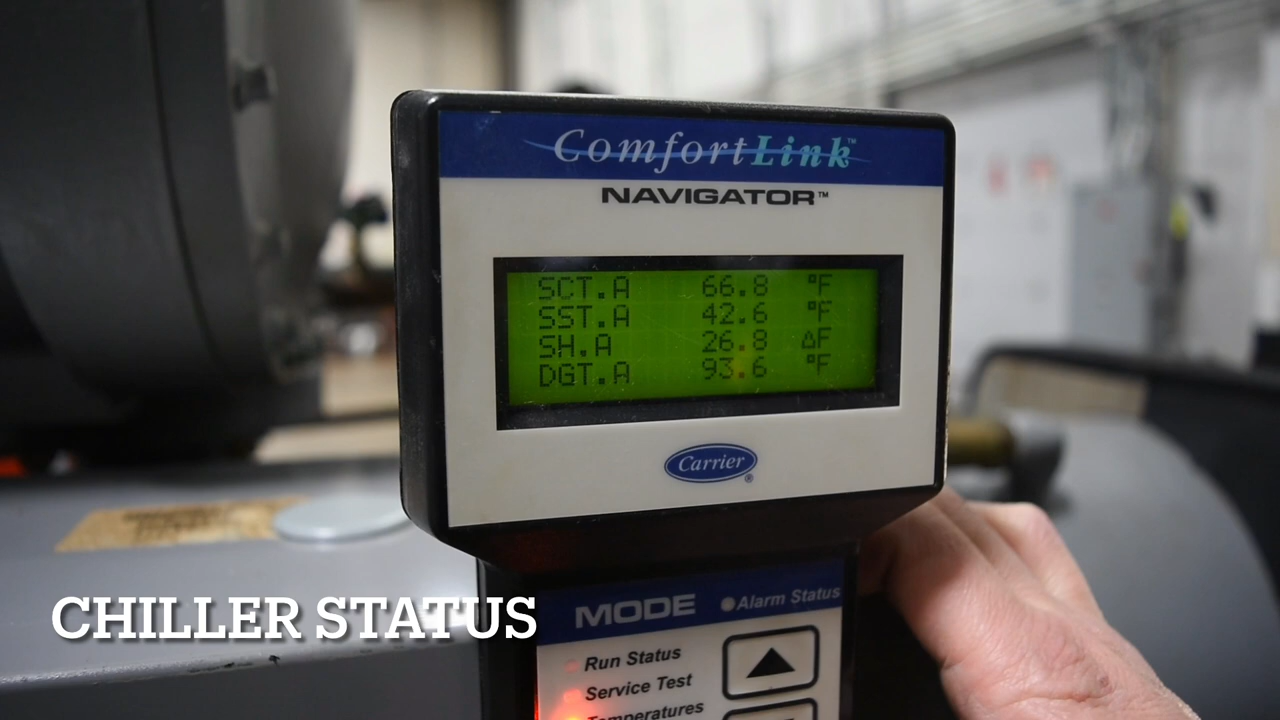 ComfortLink™
NAVIGATOR™
SCT.A 66.8 °F
SST.A 42.6 °F
SH.A 26.8 ΔF
DGT.A 93.6 °F
Carrier®
MODE Alarm Status
Run Status
Service Test
Temperatures
CHILLER STATUS